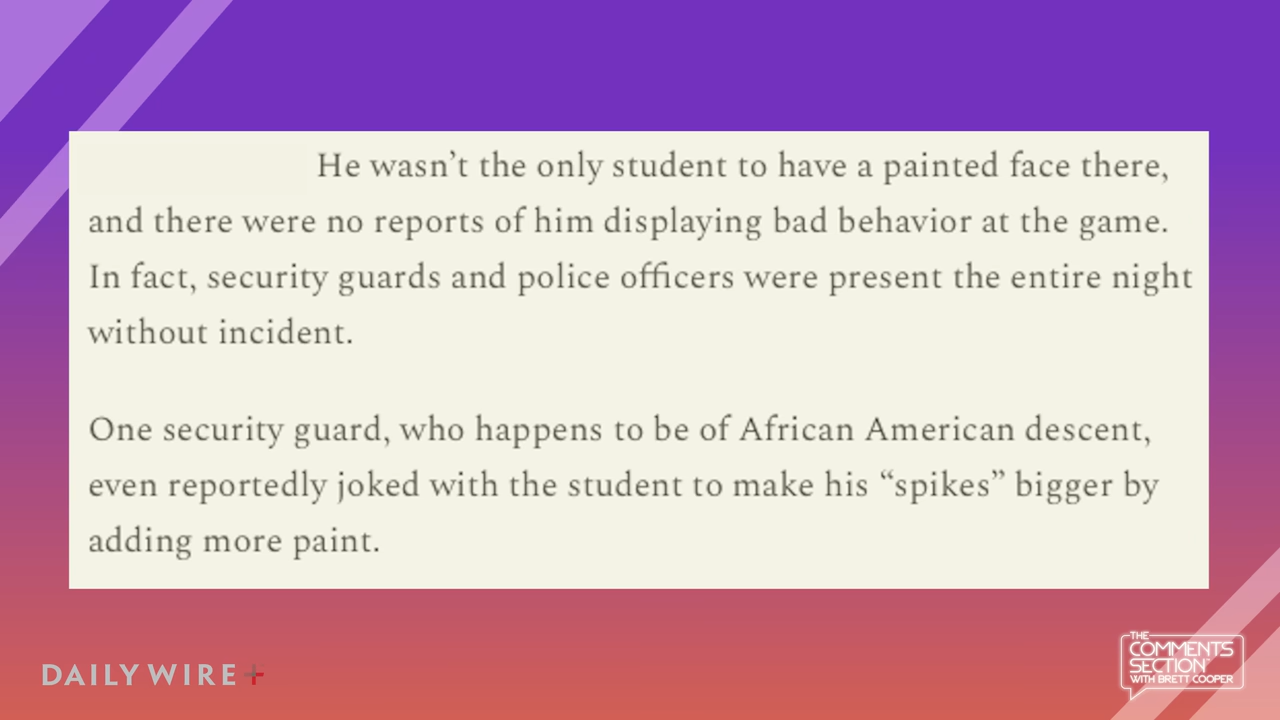 He wasn’t the only student to have a painted face there,
and there were no reports of him displaying bad behavior at the game.
In fact, security guards and police officers were present the entire night
without incident.
One security guard, who happens to be of African American descent,
even reportedly joked with the student to make his “spikes” bigger by
adding more paint.
DAILY WIRE+
THE
COMMENTS
SECTION
WITH BRETT COOPER